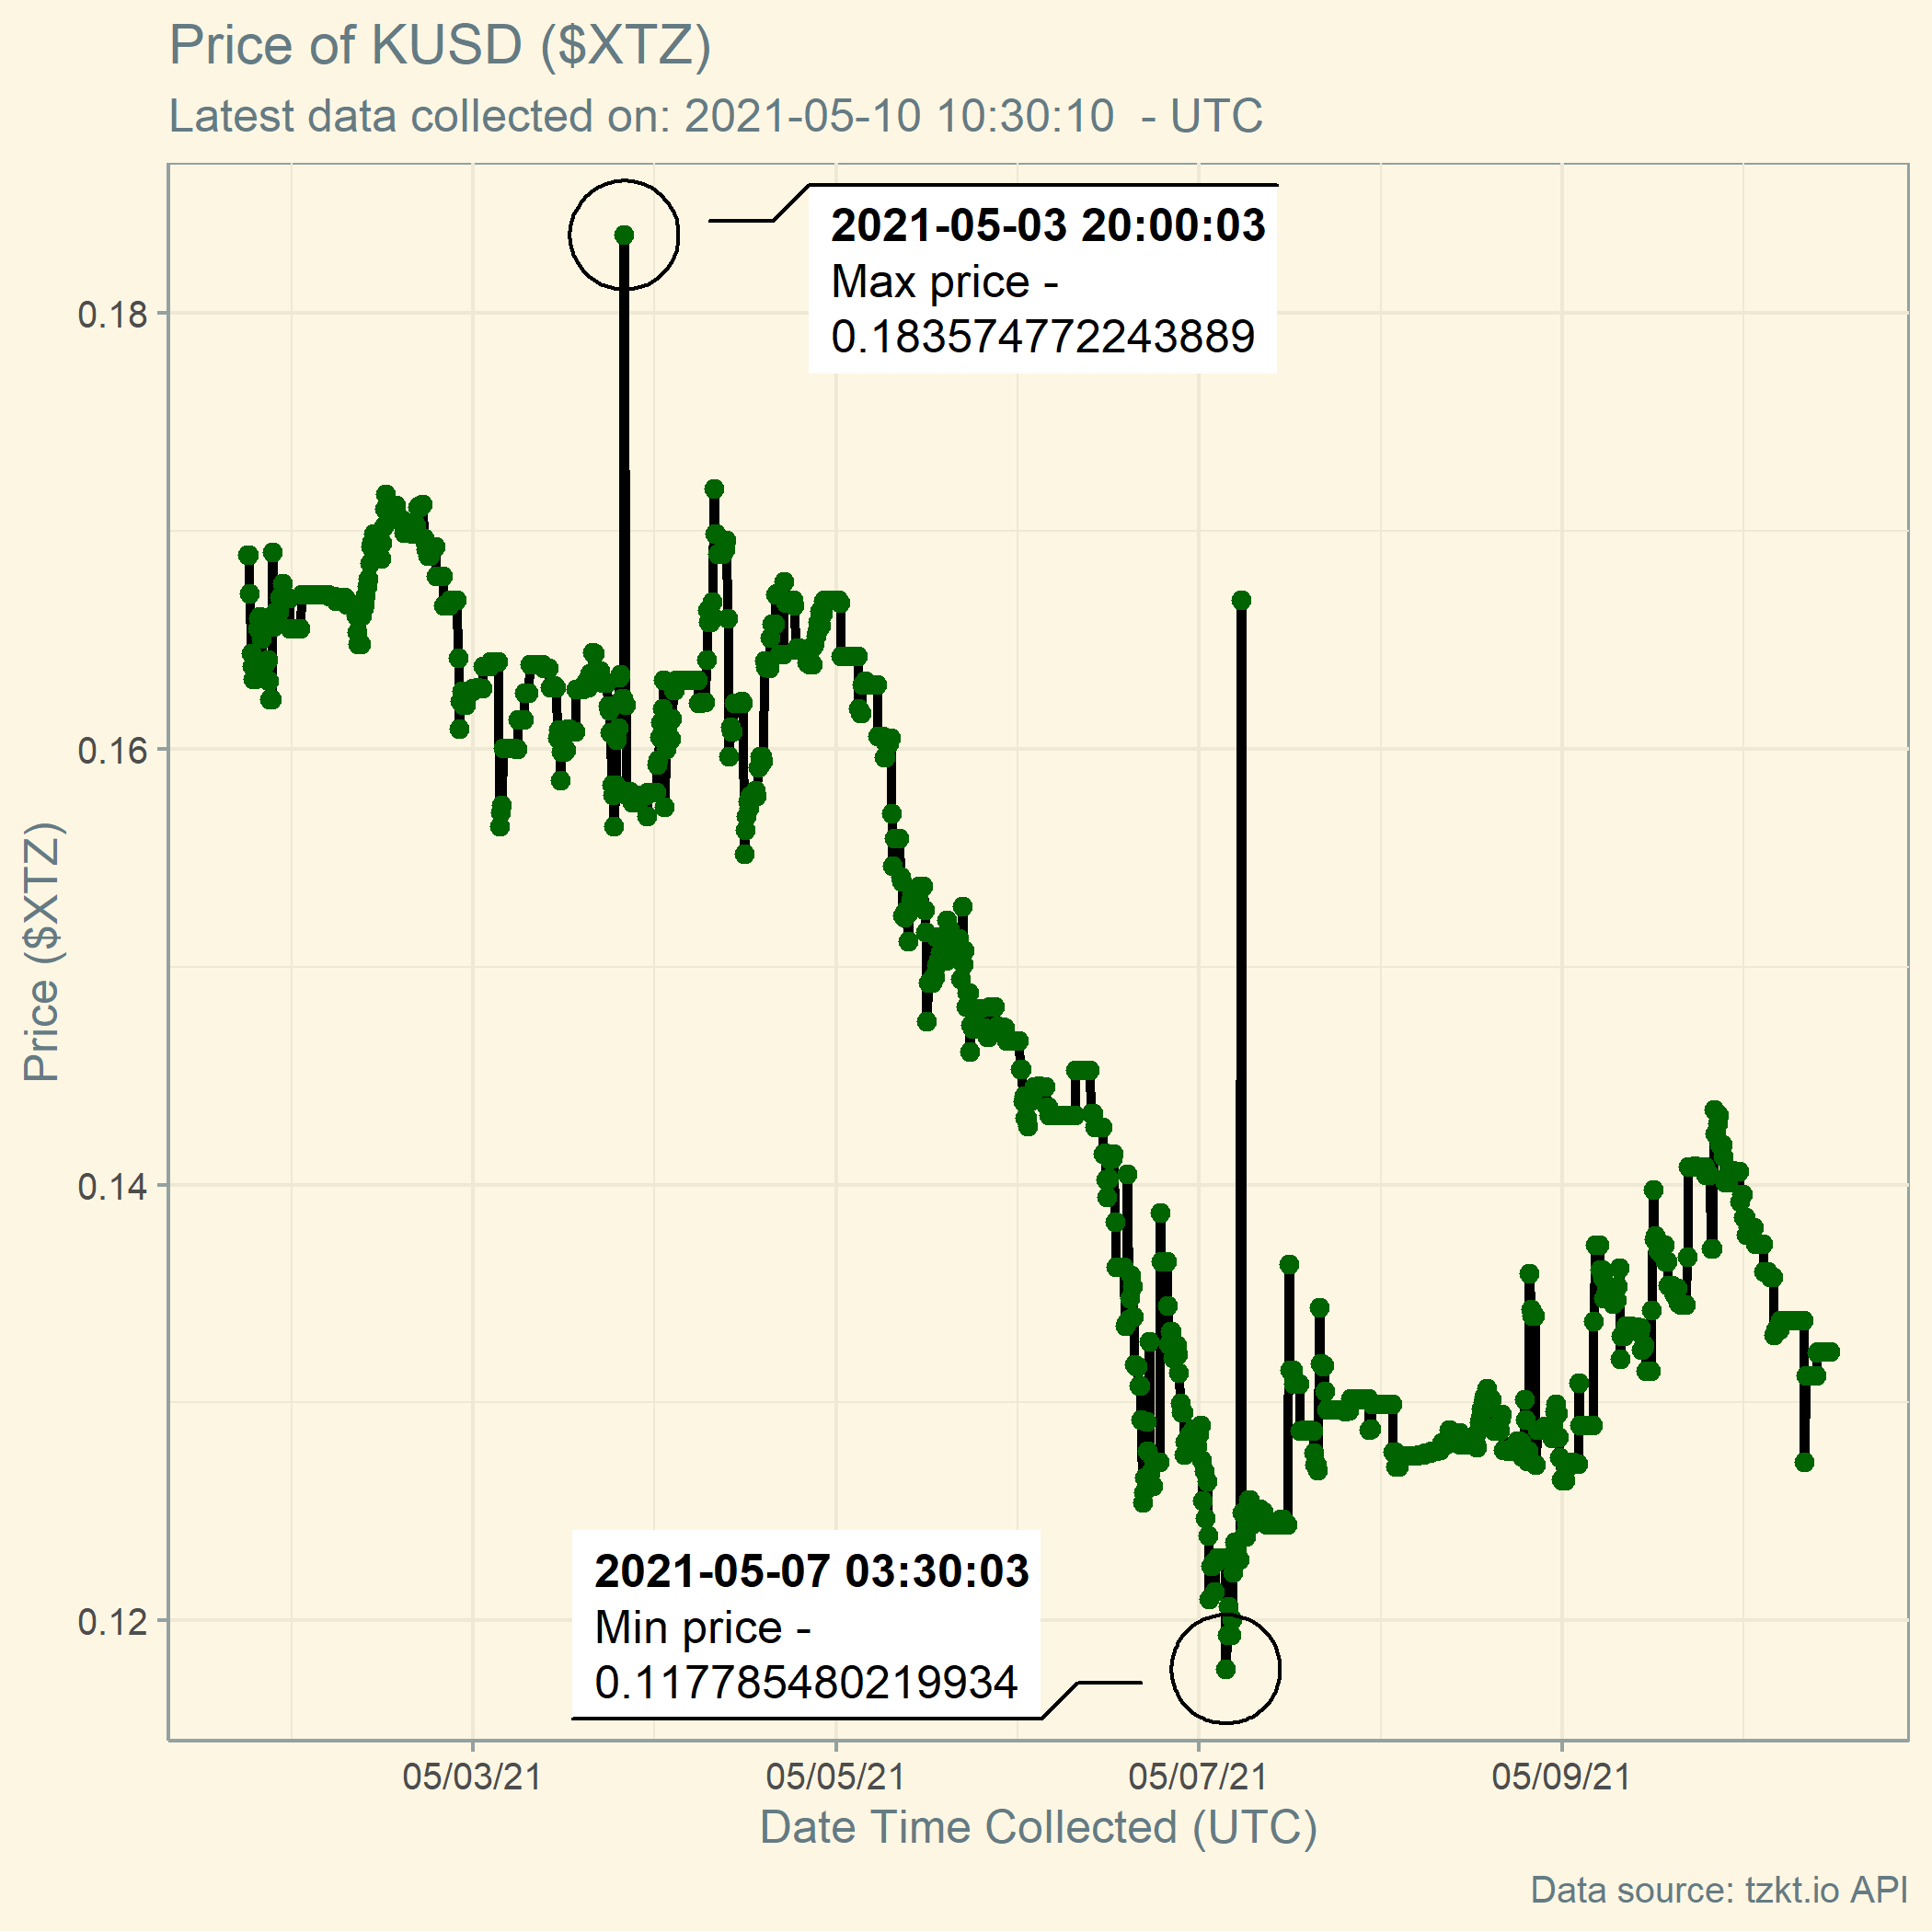 Price of KUSD ($XTZ)
Latest data collected on: 2021-05-10 10:30:10  - UTC
2021-05-03 20:00:03
Max price -
0.183574772243889
0.18
0.16
0.14
0.12
Price ($XTZ)
2021-05-07 03:30:03
Min price -
0.117785480219934
05/03/21
05/05/21
05/07/21
05/09/21
Date Time Collected (UTC)
Data source: tzkt.io API